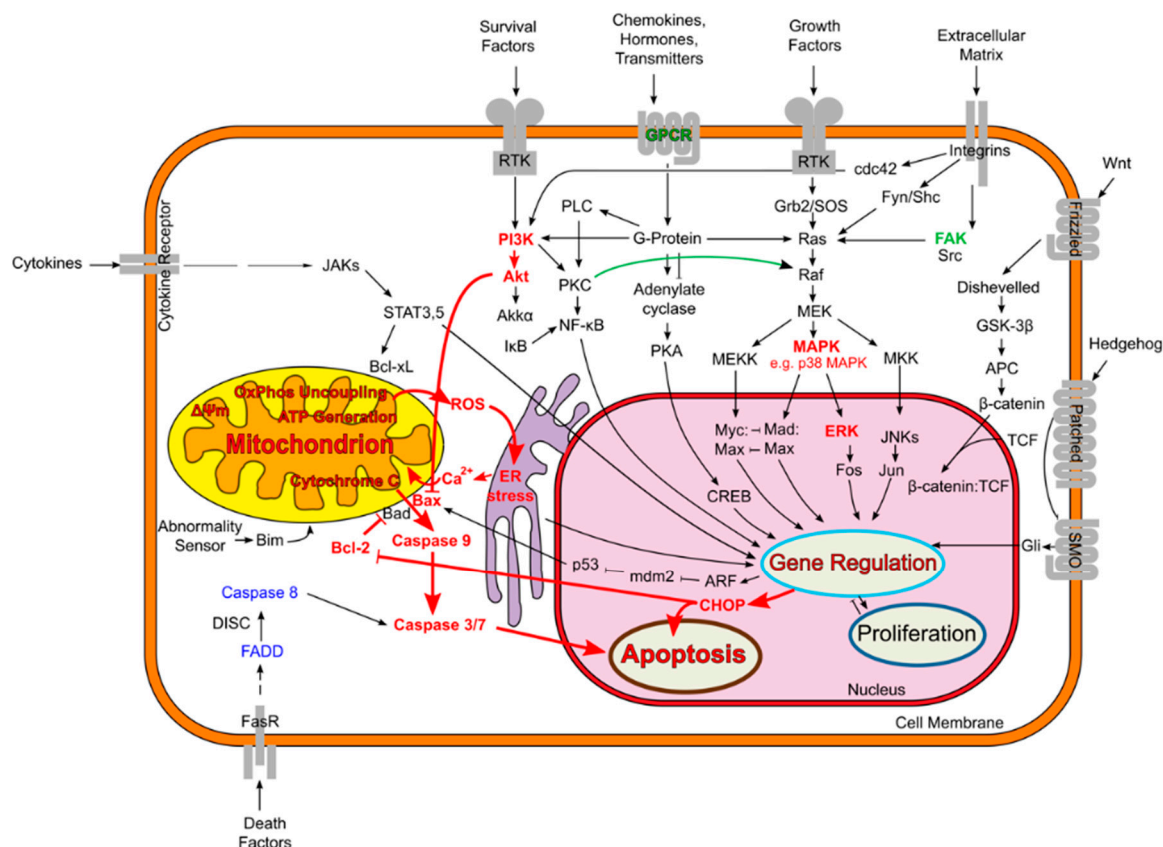 Survival
Factors
Chemokines,
Hormones,
Transmitters
Growth
Factors
Extracellular
Matrix
GPCR
RTK
RTK
Integrins
cdc42
Wnt
Fyn/Shc
Frizzled
PLC
Grb2/SOS
PI3K
G-Protein
Ras
FAK
Src
Cytokines
Cytokine Receptor
JAKs
Akt
PKC
Adenylate
cyclase
Raf
Dishevelled
STAT3,5
Akkα
NF-κB
MEK
GSK-3β
IκB
PKA
MEKK
MAPK
e.g. p38 MAPK
MKK
APC
Hedgehog
Bcl-xL
β-catenin
Patched
OxPhos Uncoupling
ΔΨm
ATP Generation
ROS
Mitochondrion
Myc:
Mad:
Max
Max
ERK
JNKs
TCF
Cytochrome C
Ca2+
ER
stress
Fos
Jun
β-catenin:TCF
Bax
Bad
CREB
Abnormality
Sensor
Bim
Bcl-2
Caspase 9
p53
mdm2
ARF
Gene Regulation
Gli
SMO
Caspase 8
CHOP
DISC
Caspase 3/7
Proliferation
FADD
Apoptosis
Nucleus
FasR
Cell Membrane
Death
Factors